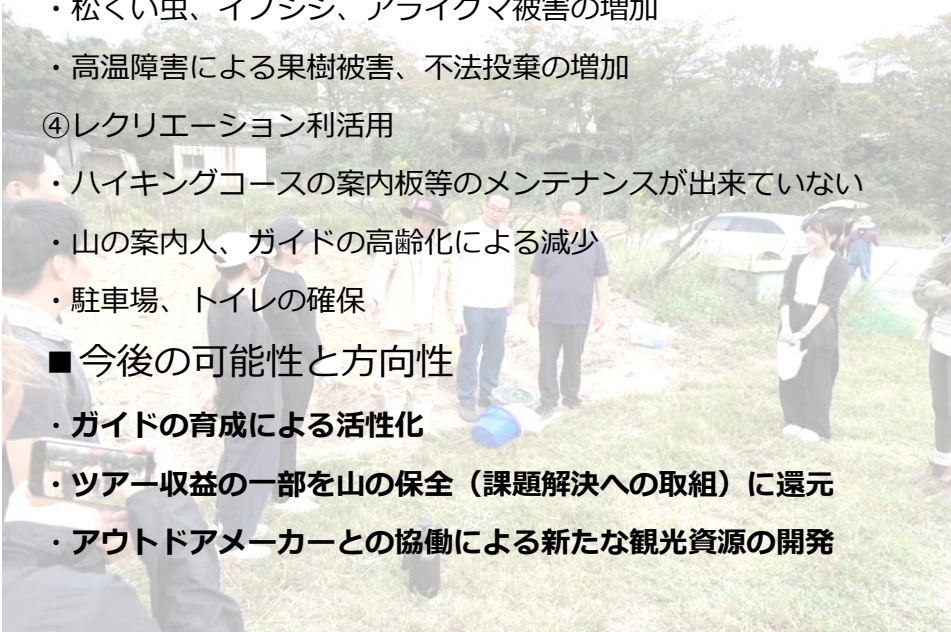 ・松くい虫、イノシシ、アライグマ被害の増加
・高温障害による果樹被害、不法投棄の増加
④レクリエーション利活用
・ハイキングコースの案内板等のメンテナンスが出来ていない
・山の案内人、ガイドの高齢化による減少
・駐車場、トイレの確保
■今後の可能性と方向性
・ガイドの育成による活性化
・ツアー収益の一部を山の保全（課題解決への取組）に還元
・アウトドアメーカーとの協働による新たな観光資源の開発